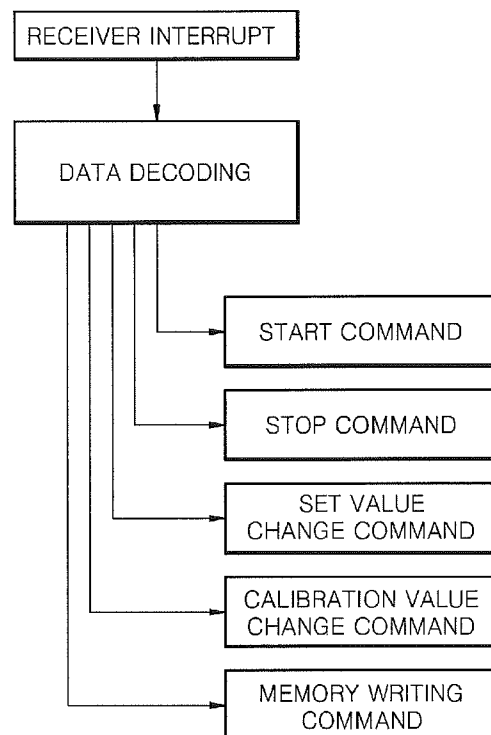 RECEIVER INTERRUPT
DATA DECODING
START COMMAND
STOP COMMAND
SET VALUE
CHANGE COMMAND
CALIBRATION VALUE
CHANGE COMMAND
MEMORY WRITING
COMMAND